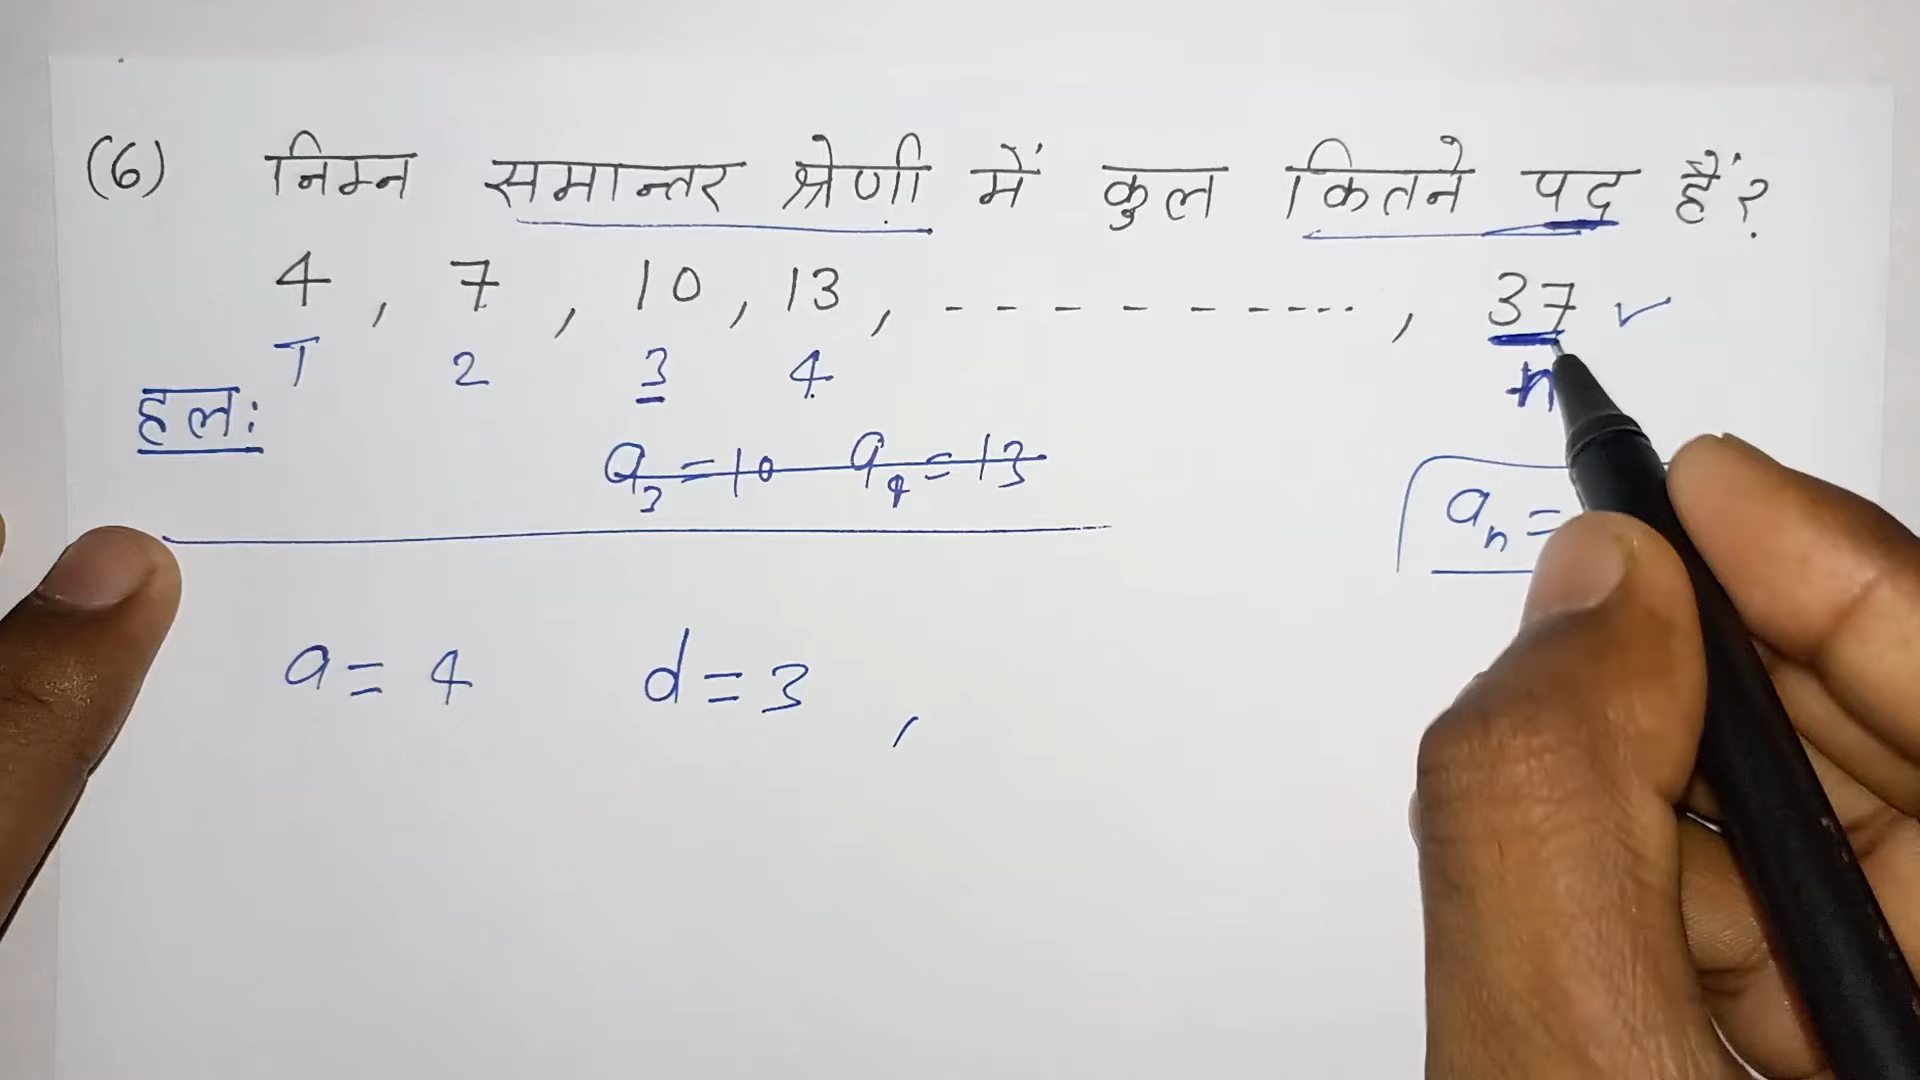 (6) निम्न समान्तर श्रेणी में कुल कितने पद हैं?
4 , 7 , 10 , 13 , - - - - - - - - - - , 37 ✓
1 2 3 4 n
हल:
a₃ = 10 a₄ = 13
aₙ =
a = 4 d = 3 ,